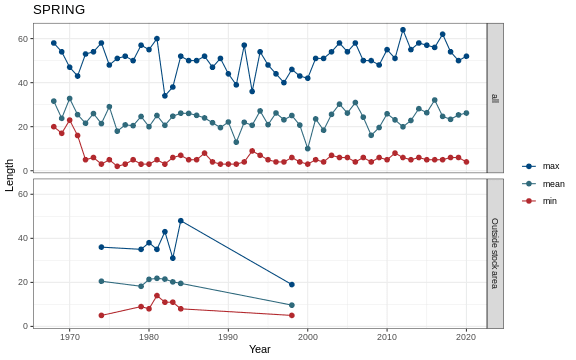 SPRING
60
40
20
0
all
60
40
20
0
Outside stock area
Length
1970 1980 1990 2000 2010 2020
Year
max
mean
min